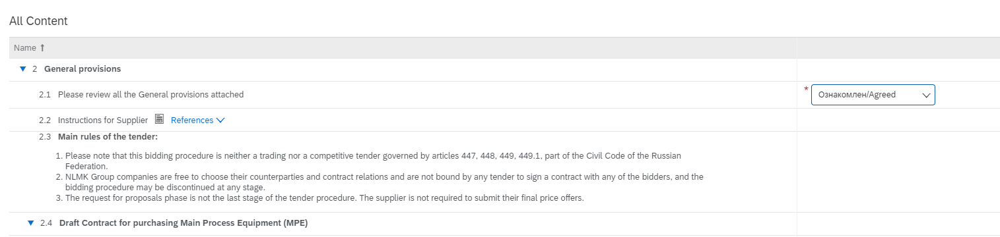 All Content
Name
2 General provisions
2.1 Please review all the General provisions attached
* Ознакомлен/Agreed
2.2 Instructions for Supplier References
2.3 Main rules of the tender:
1. Please note that this bidding procedure is neither a trading nor a competitive tender governed by articles 447, 448, 449, 449.1, part of the Civil Code of the Russian
Federation.
2. NLMK Group companies are free to choose their counterparties and contract relations and are not bound by any tender to sign a contract with any of the bidders, and the
bidding procedure may be discontinued at any stage.
3. The request for proposals phase is not the last stage of the tender procedure. The supplier is not required to submit their final price offers.
2.4 Draft Contract for purchasing Main Process Equipment (MPE)